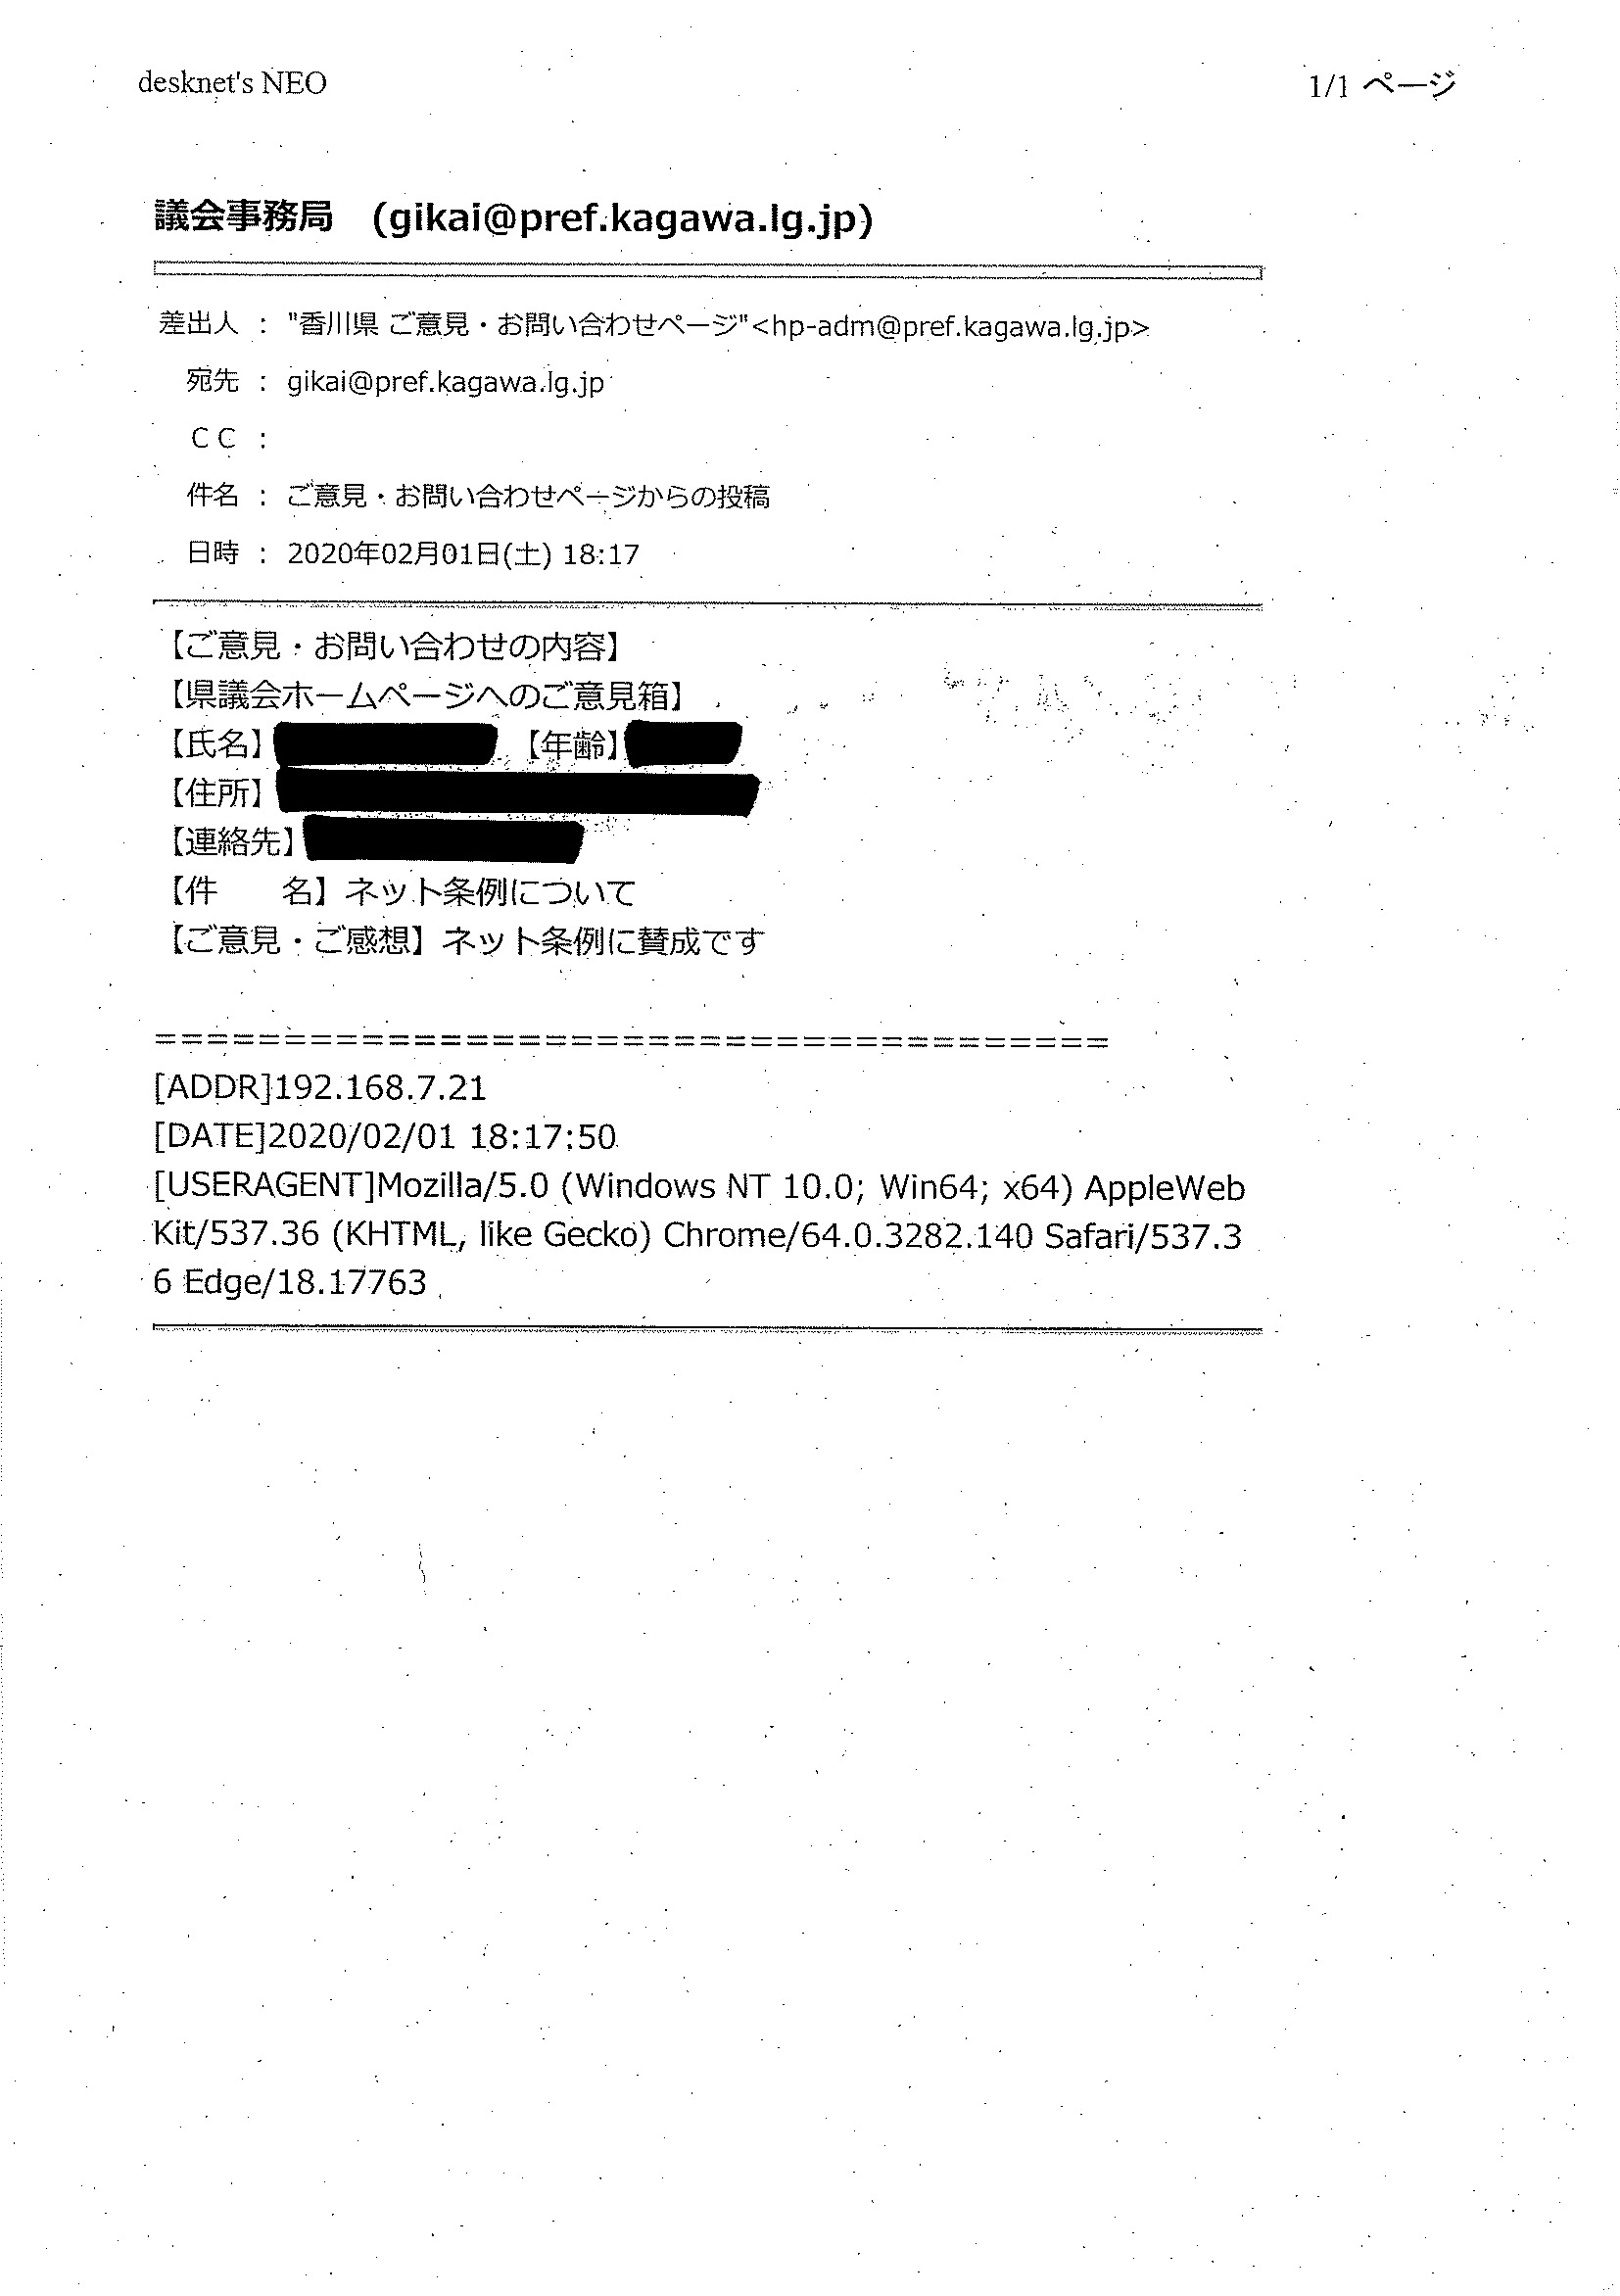 desknet's NEO
1/1 ページ
議会事務局　(gikai@pref.kagawa.lg.jp)
差出人 ： "香川県 ご意見・お問い合わせページ"<hp-adm@pref.kagawa.lg.jp>
宛先 ： gikai@pref.kagawa.lg.jp
ＣＣ ：
件名 ： ご意見・お問い合わせページからの投稿
日時 ： 2020年02月01日(土) 18:17
【ご意見・お問い合わせの内容】
【県議会ホームページへのご意見箱】
【氏名】 【年齢】
【住所】
【連絡先】
【件　　名】ネット条例について
【ご意見・ご感想】ネット条例に賛成です
=====================================
[ADDR]192.168.7.21
[DATE]2020/02/01 18:17:50
[USERAGENT]Mozilla/5.0 (Windows NT 10.0; Win64; x64) AppleWeb
Kit/537.36 (KHTML, like Gecko) Chrome/64.0.3282.140 Safari/537.3
6 Edge/18.17763